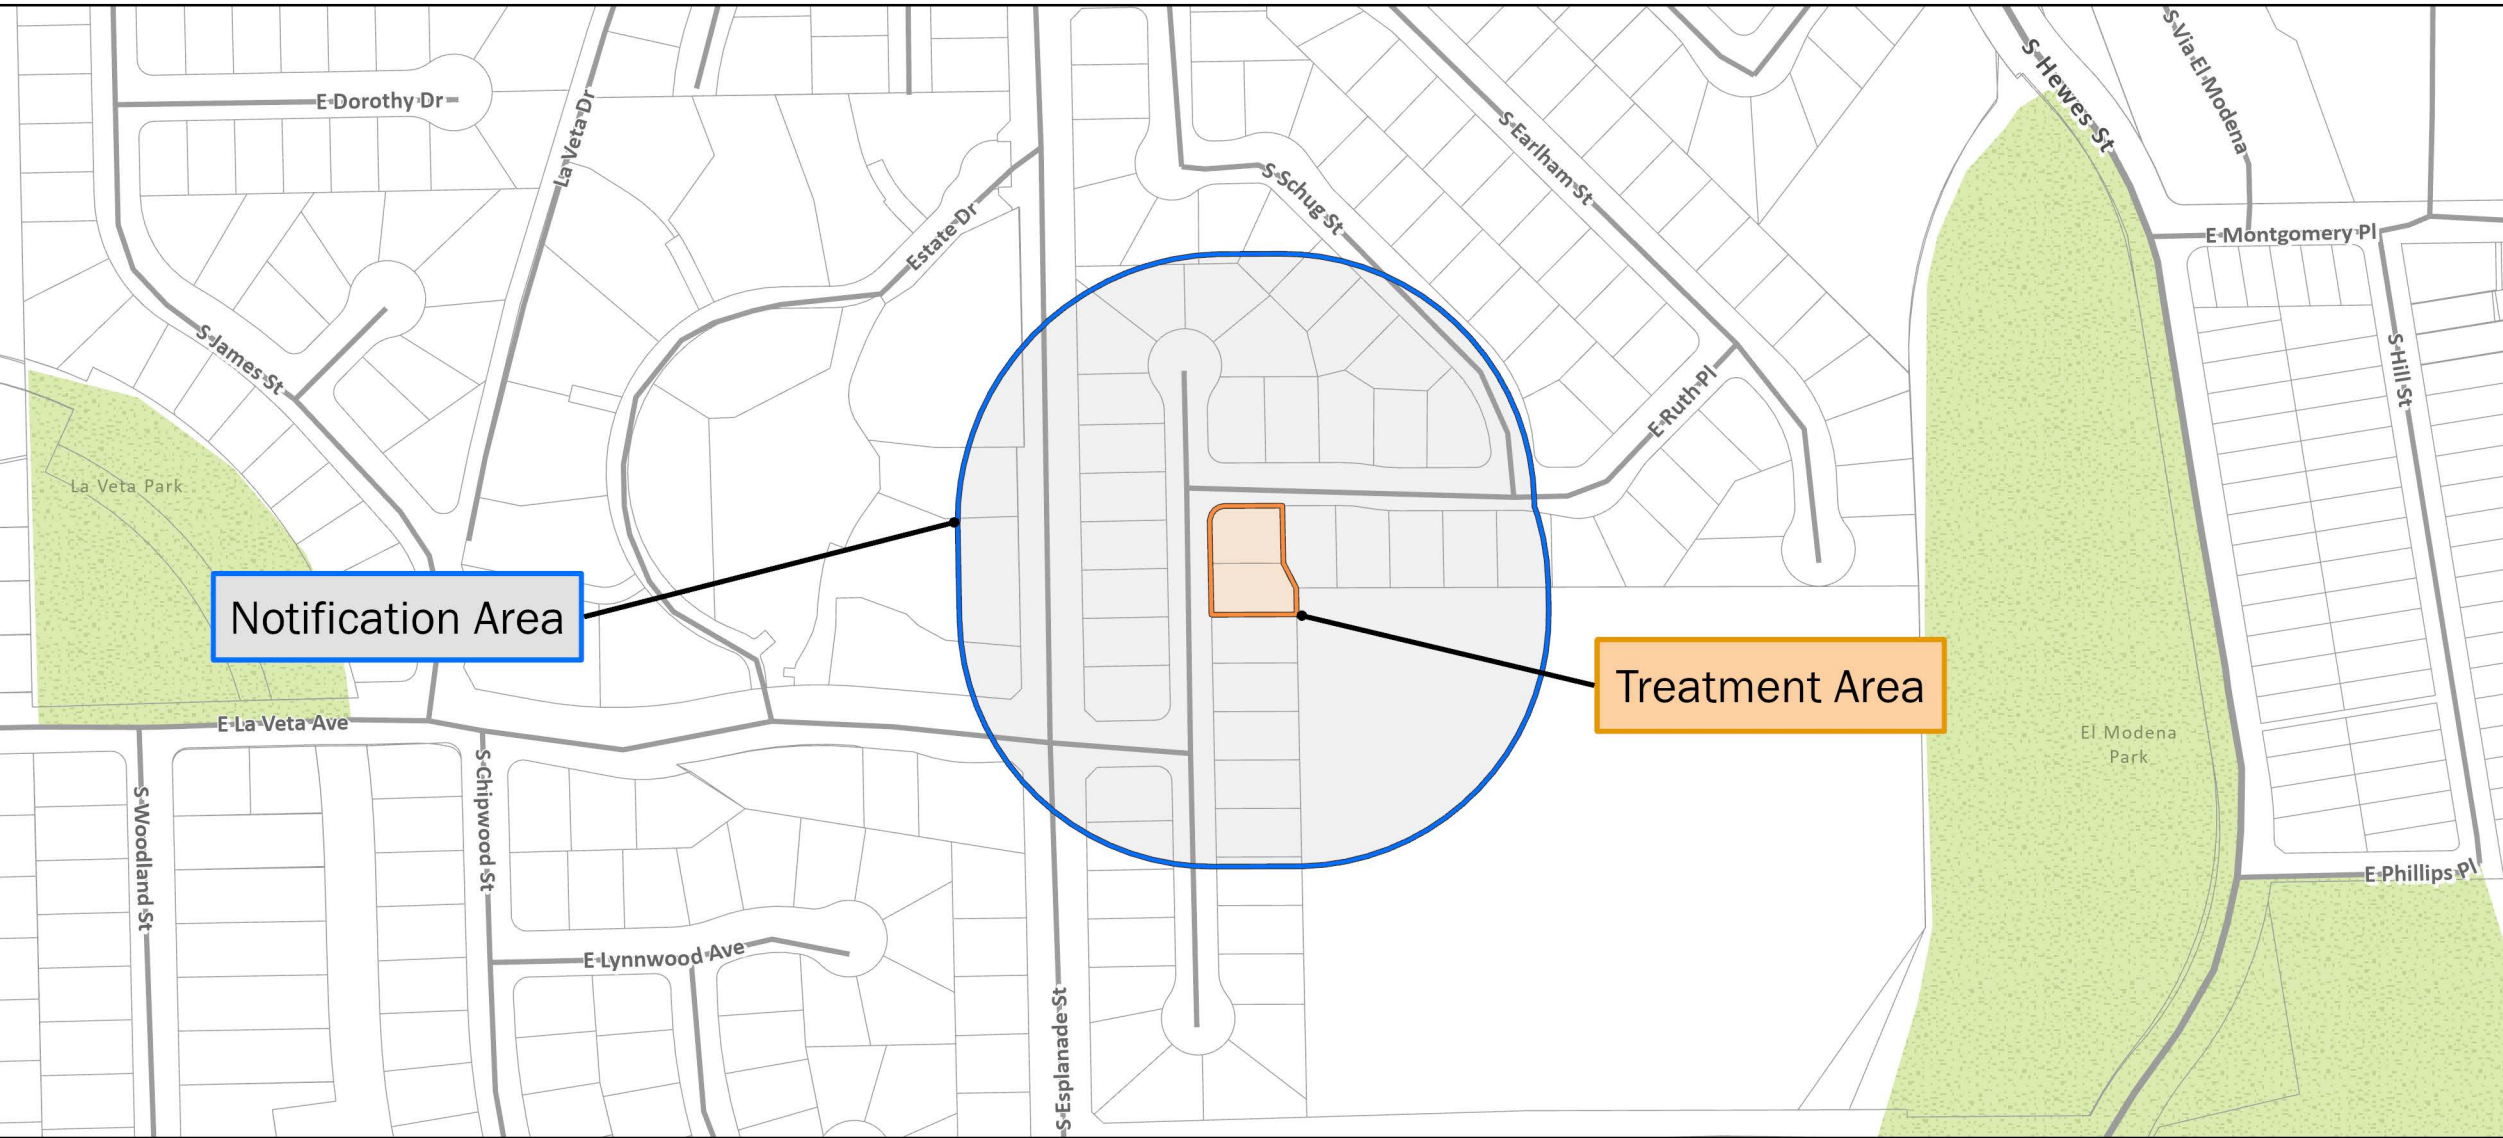 E Dorothy Dr
La Veta Dr
Estate Dr
S Schug St
S Earlham St
S Hewes St
S Via El Modena
E Montgomery Pl
S James St
S Hill St
E Ruth Pl
La Veta Park
Notification Area
Treatment Area
E La Veta Ave
El Modena
Park
S Woodland St
S Chipwood St
E Phillips Pl
E Lynnwood Ave
S Esplanade St